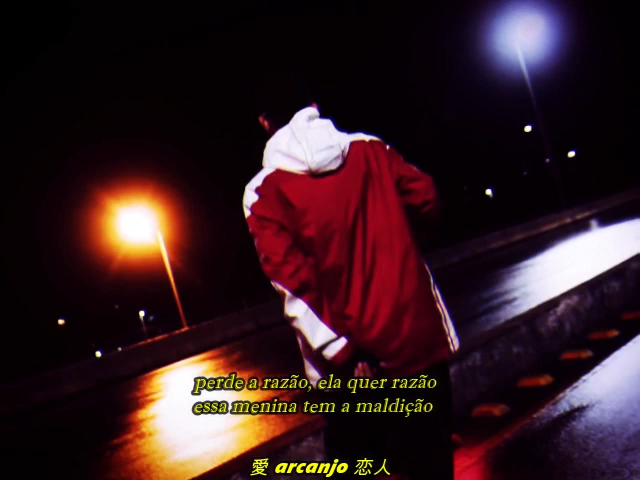 perde a razão, ela quer razão
essa menina tem a maldição
愛 arcanjo 恋人